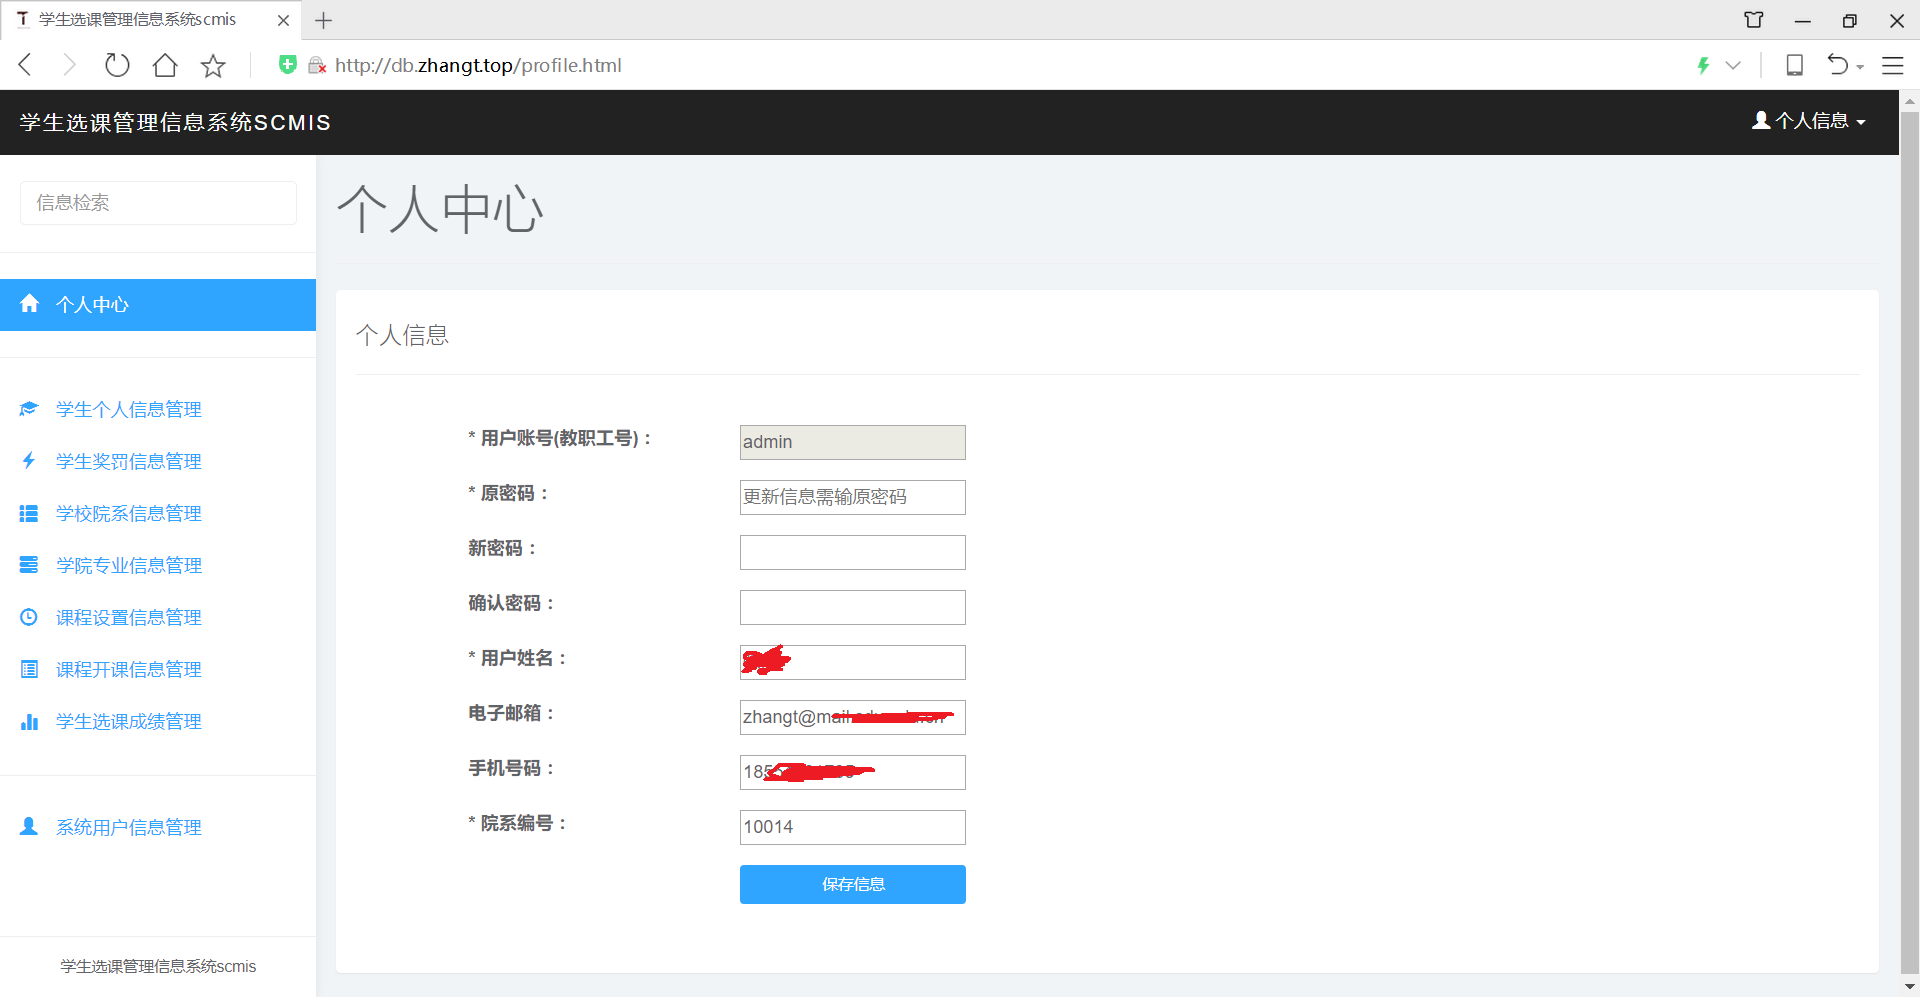 学生选课管理信息系统scmis
http://db.zhangt.top/profile.html
学生选课管理信息系统SCMIS
个人信息
信息检索
个人中心
学生个人信息管理
学生奖罚信息管理
学校院系信息管理
学院专业信息管理
课程设置信息管理
课程开课信息管理
学生选课成绩管理
系统用户信息管理
学生选课管理信息系统scmis
个人中心
个人信息
* 用户账号(教职工号)： admin
* 原密码： 更新信息需输原密码
新密码：
确认密码：
* 用户姓名：
电子邮箱： zhangt@mail
手机号码： 185
* 院系编号： 10014
保存信息